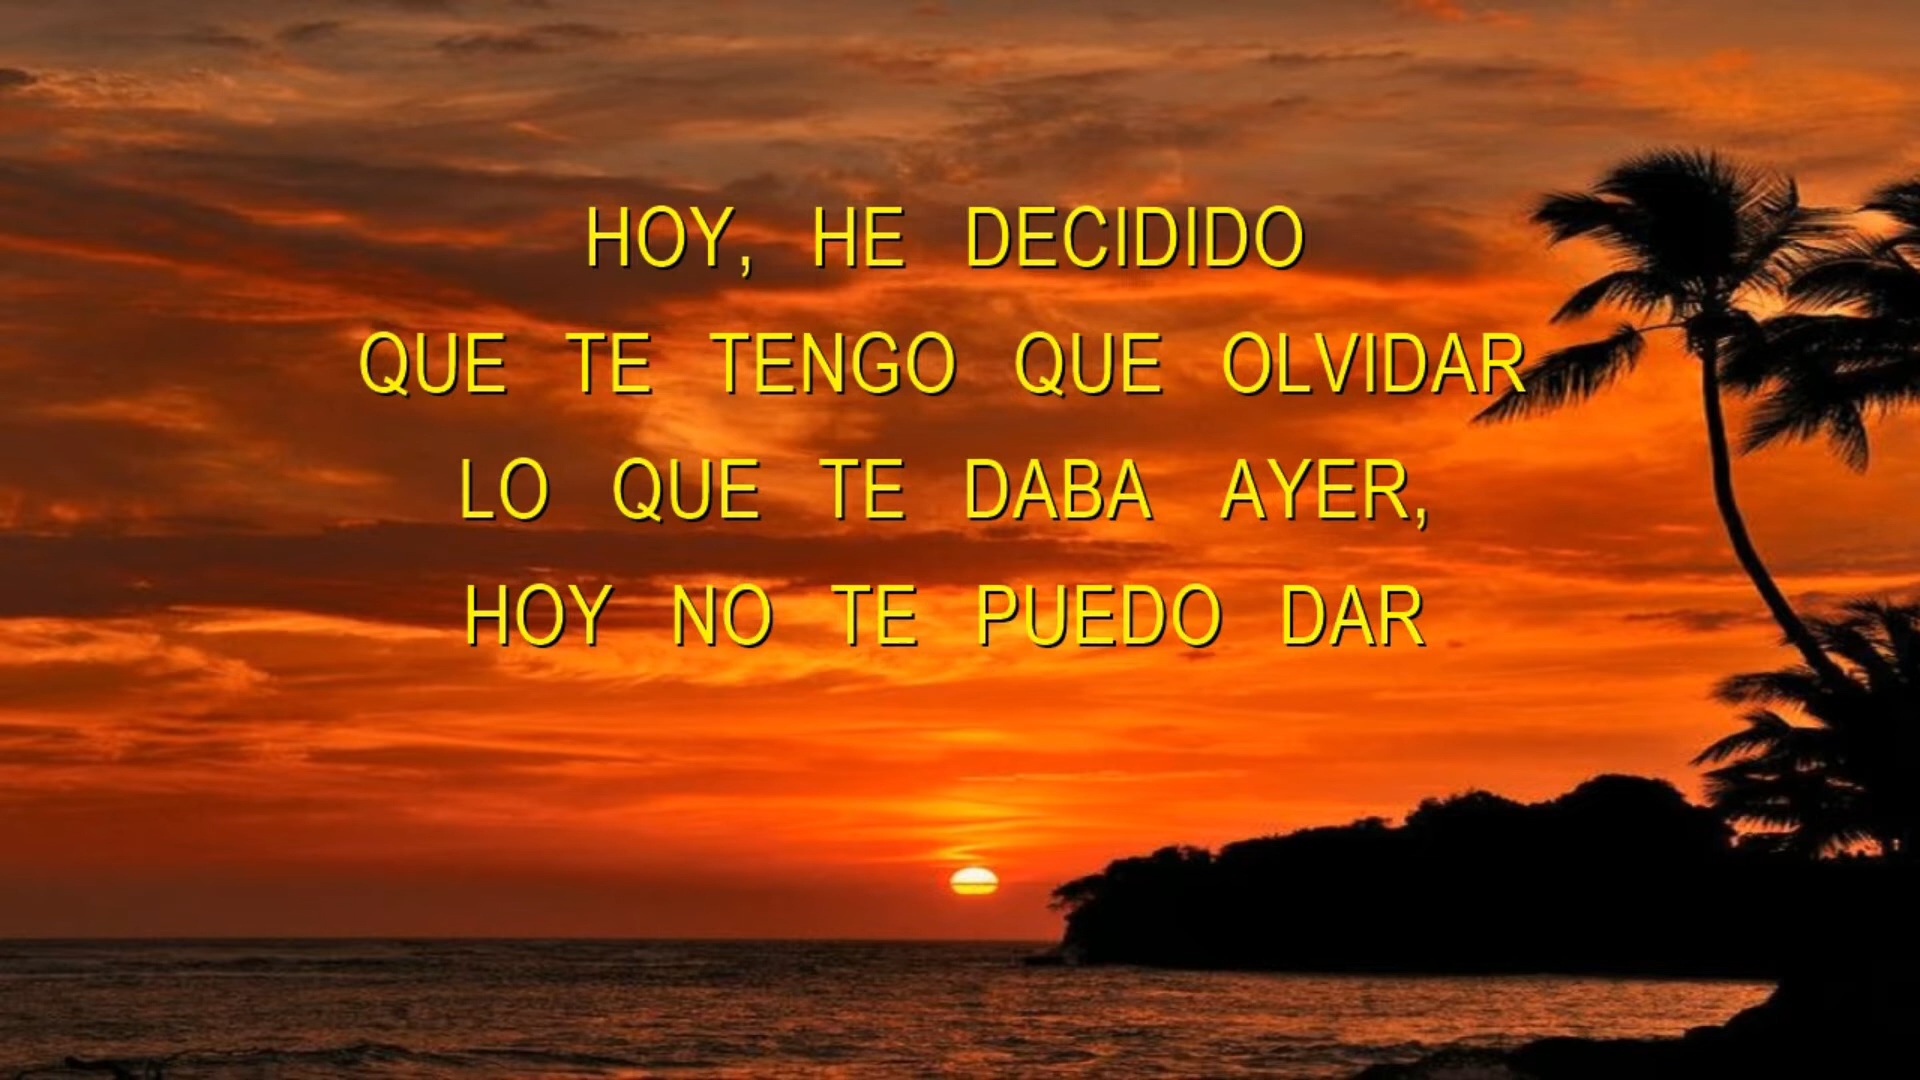 HOY, HE DECIDIDO
QUE TE TENGO QUE OLVIDAR
LO QUE TE DABA AYER,
HOY NO TE PUEDO DAR